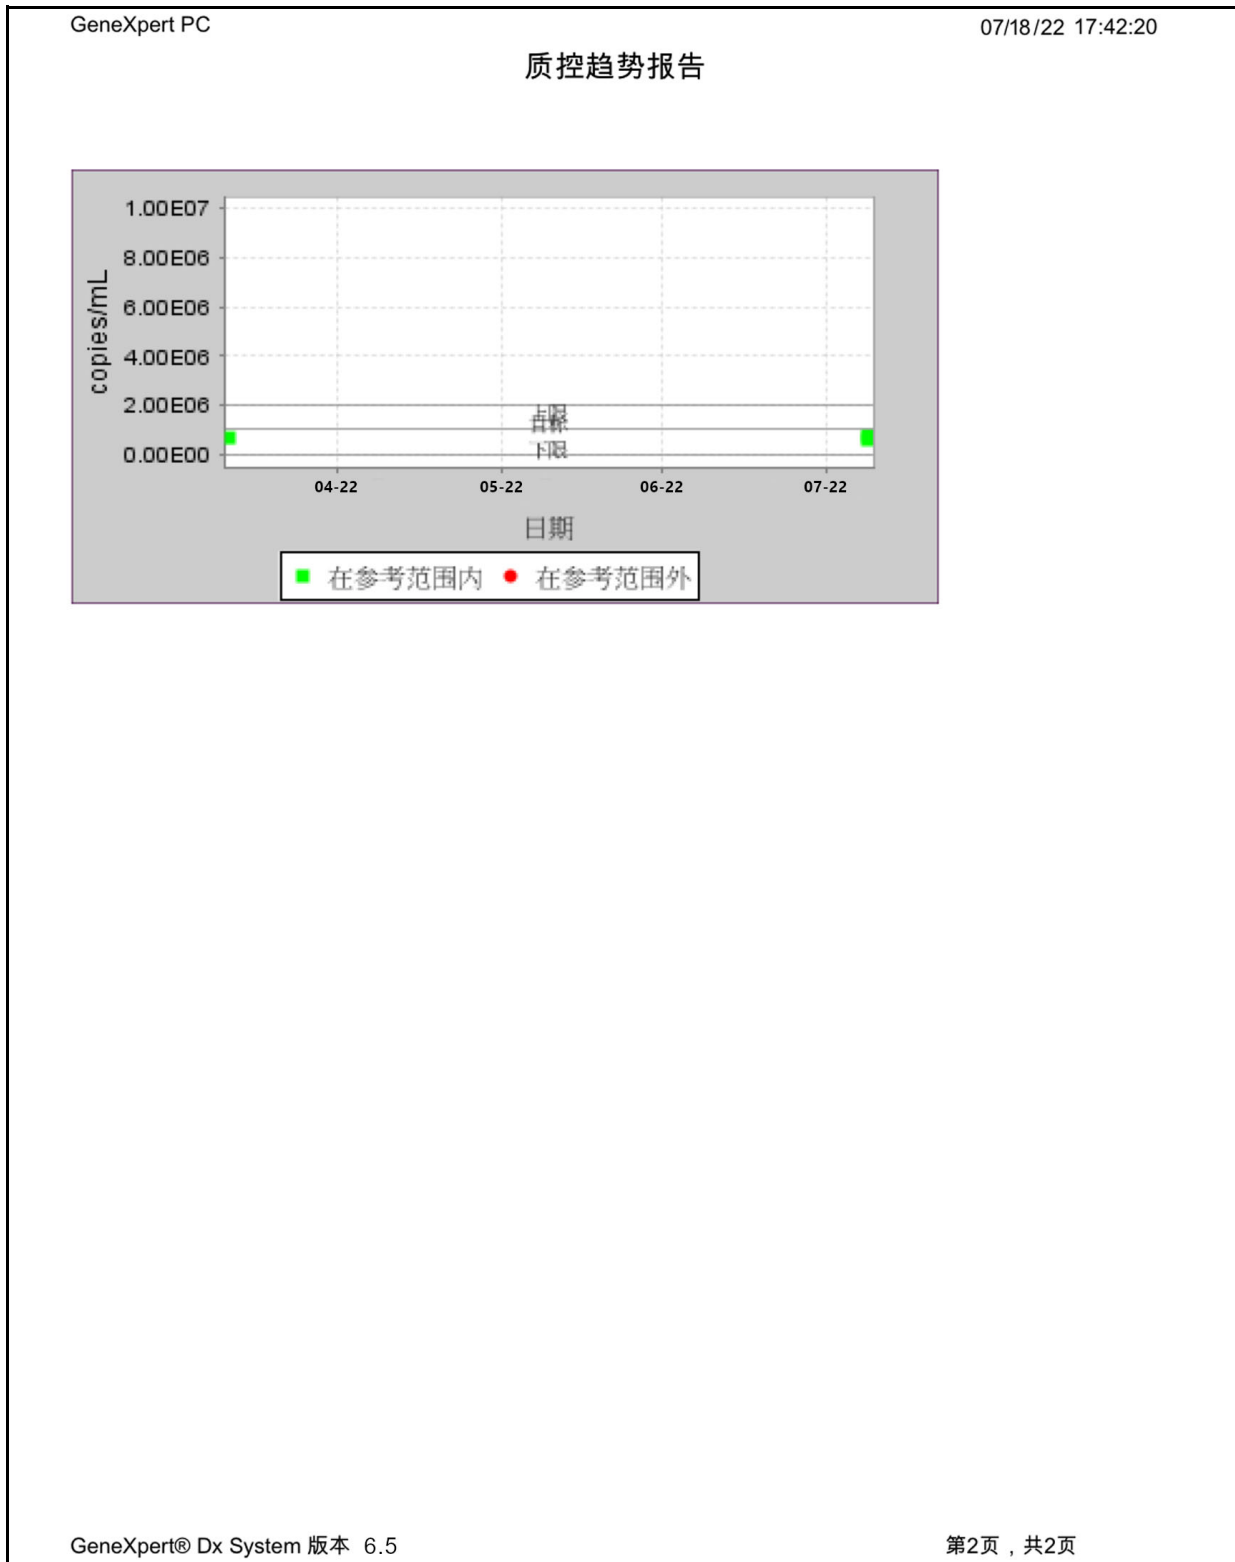 GeneXpert PC
07/18/22 17:42:20
质控趋势报告
1.00E07
8.00E06
6.00E06
4.00E06
2.00E06
0.00E00
copies/mL
上限
目标
下限
04-22 05-22 06-22 07-22
日期
在参考范围内 在参考范围外
GeneXpert® Dx System 版本 6.5
第2页，共2页